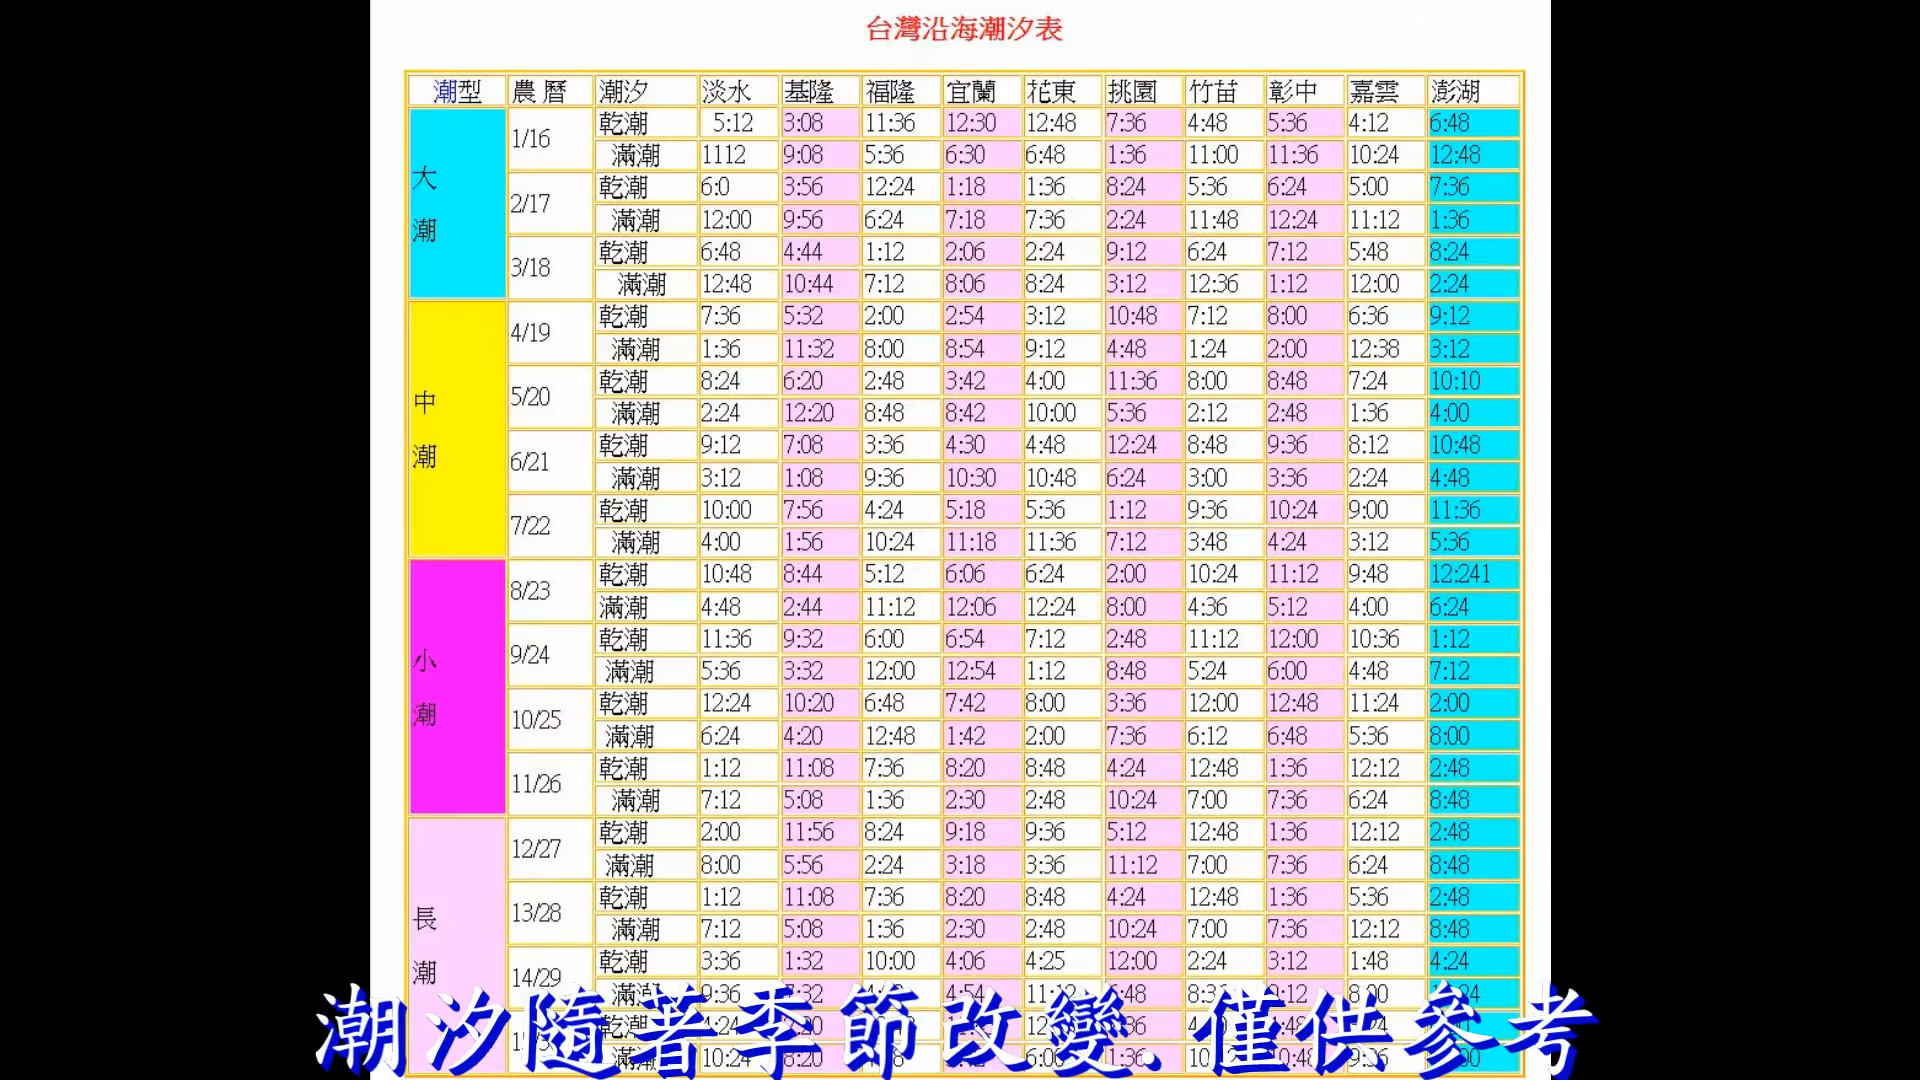 台灣沿海潮汐表
潮型 農 曆 潮汐 淡水 基隆 福隆 宜蘭 花東 挑園 竹苗 彰中 嘉雲 澎湖
大潮 1/16 乾潮 5:12 3:08 11:36 12:30 12:48 7:36 4:48 5:36 4:12 6:48
滿潮 1112 9:08 5:36 6:30 6:48 1:36 11:00 11:36 10:24 12:48
2/17 乾潮 6:0 3:56 12:24 1:18 1:36 8:24 5:36 6:24 5:00 7:36
滿潮 12:00 9:56 6:24 7:18 7:36 2:24 11:48 12:24 11:12 1:36
3/18 乾潮 6:48 4:44 1:12 2:06 2:24 9:12 6:24 7:12 5:48 8:24
滿潮 12:48 10:44 7:12 8:06 8:24 3:12 12:36 1:12 12:00 2:24
中潮 4/19 乾潮 7:36 5:32 2:00 2:54 3:12 10:48 7:12 8:00 6:36 9:12
滿潮 1:36 11:32 8:00 8:54 9:12 4:48 1:24 2:00 12:38 3:12
5/20 乾潮 8:24 6:20 2:48 3:42 4:00 11:36 8:00 8:48 7:24 10:10
滿潮 2:24 12:20 8:48 8:42 10:00 5:36 2:12 2:48 1:36 4:00
6/21 乾潮 9:12 7:08 3:36 4:30 4:48 12:24 8:48 9:36 8:12 10:48
滿潮 3:12 1:08 9:36 10:30 10:48 6:24 3:00 3:36 2:24 4:48
7/22 乾潮 10:00 7:56 4:24 5:18 5:36 1:12 9:36 10:24 9:00 11:36
滿潮 4:00 1:56 10:24 11:18 11:36 7:12 3:48 4:24 3:12 5:36
小潮 8/23 乾潮 10:48 8:44 5:12 6:06 6:24 2:00 10:24 11:12 9:48 12:241
滿潮 4:48 2:44 11:12 12:06 12:24 8:00 4:36 5:12 4:00 6:24
9/24 乾潮 11:36 9:32 6:00 6:54 7:12 2:48 11:12 12:00 10:36 1:12
滿潮 5:36 3:32 12:00 12:54 1:12 8:48 5:24 6:00 4:48 7:12
10/25 乾潮 12:24 10:20 6:48 7:42 8:00 3:36 12:00 12:48 11:24 2:00
滿潮 6:24 4:20 12:48 1:42 2:00 7:36 6:12 6:48 5:36 8:00
11/26 乾潮 1:12 11:08 7:36 8:20 8:48 4:24 12:48 1:36 12:12 2:48
滿潮 7:12 5:08 1:36 2:30 2:48 10:24 7:00 7:36 6:24 8:48
長潮 12/27 乾潮 2:00 11:56 8:24 9:18 9:36 5:12 12:48 1:36 12:12 2:48
滿潮 8:00 5:56 2:24 3:18 3:36 11:12 7:00 7:36 6:24 8:48
13/28 乾潮 1:12 11:08 7:36 8:20 8:48 4:24 12:48 1:36 5:36 2:48
滿潮 7:12 5:08 1:36 2:30 2:48 10:24 7:00 7:36 12:12 8:48
14/29 乾潮 3:36 1:32 10:00 4:06 4:25 12:00 2:24 3:12 1:48 4:24
滿潮 9:36
乾潮
滿潮 10:24 8:20
潮汐隨著季節改變.僅供參考